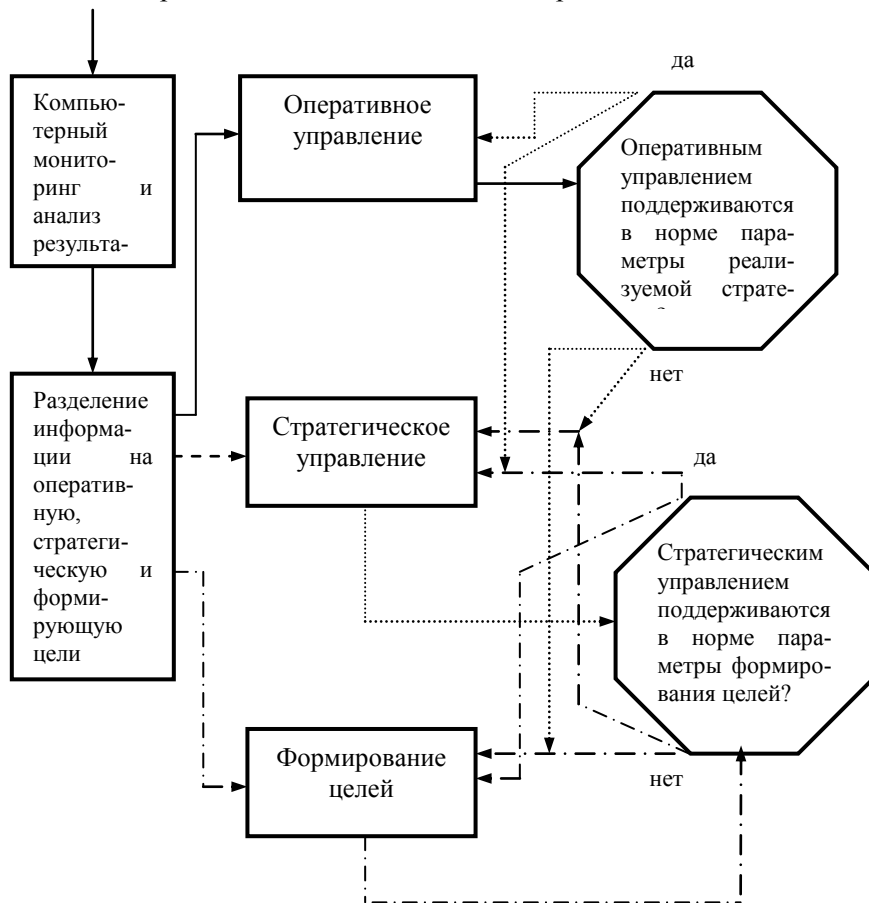 Компью-
терный
монито-
ринг и
анализ
результа-
Оперативное
управление
да
Оперативным
управлением
поддерживаются
в норме пара-
метры реали-
зуемой страте-
нет
Разделение
информа-
ции на
оператив-
ную,
стратеги-
ческую и
форми-
рующую
цели
Стратегическое
управление
да
Стратегическим
управлением
поддерживаются
в норме пара-
метры формиро-
вания целей?
нет
Формирование
целей